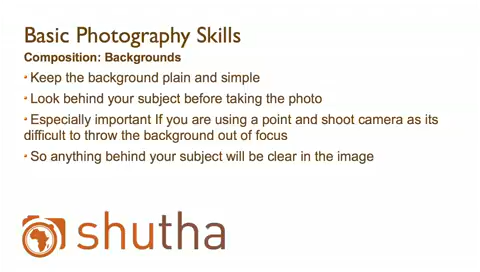 Basic Photography Skills
Composition: Backgrounds
• Keep the background plain and simple
• Look behind your subject before taking the photo
• Especially important If you are using a point and shoot camera as its
difficult to throw the background out of focus
• So anything behind your subject will be clear in the image
shutha